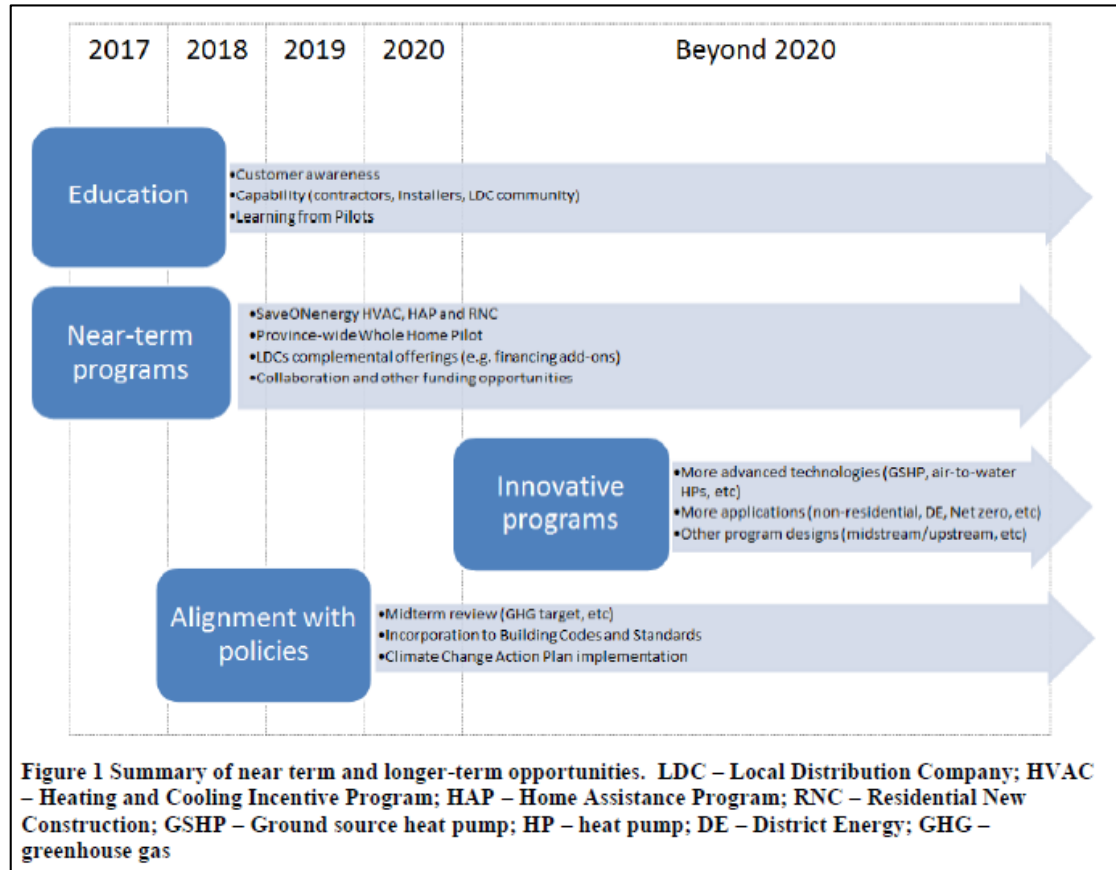 2017 2018 2019 2020 Beyond 2020
Education
•Customer awareness
•Capability (contractors, installers, LDC community)
•Learning from Pilots
Near-term
programs
•SaveONenergy HVAC, HAP and RNC
•Province-wide Whole Home Pilot
•LDCs complemental offerings (e.g. financing add-ons)
•Collaboration and other funding opportunities
Innovative
programs
•More advanced technologies (GSHP, air-to-water
HPs, etc)
•More applications (non-residential, DE, Net zero, etc)
•Other program designs (midstream/upstream, etc)
Alignment with
policies
•Midterm review (GHG target, etc)
•Incorporation to Building Codes and Standards
•Climate Change Action Plan implementation
Figure 1 Summary of near term and longer-term opportunities. LDC – Local Distribution Company; HVAC
– Heating and Cooling Incentive Program; HAP – Home Assistance Program; RNC – Residential New
Construction; GSHP – Ground source heat pump; HP – heat pump; DE – District Energy; GHG –
greenhouse gas